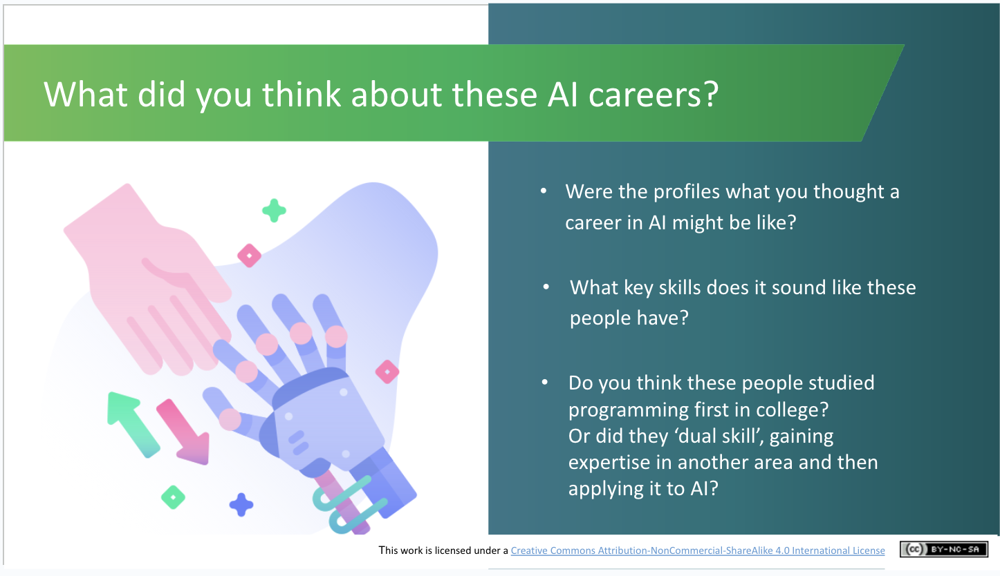 What did you think about these AI careers?
• Were the profiles what you thought a
career in AI might be like?
• What key skills does it sound like these
people have?
• Do you think these people studied
programming first in college?
Or did they ‘dual skill’, gaining
expertise in another area and then
applying it to AI?
This work is licensed under a Creative Commons Attribution-NonCommercial-ShareAlike 4.0 International License
cc BY-NC-SA